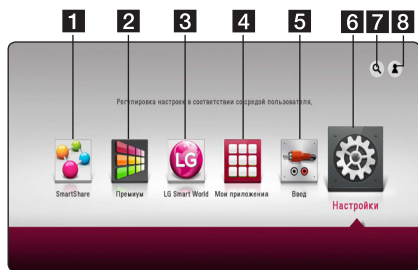 1 2 3 4 5 6 7 8
Регулировка настроек в соответствии со средой пользователя.
LG
SmartShare Премиум LG Smart World Мои приложения Ввод
Настройки